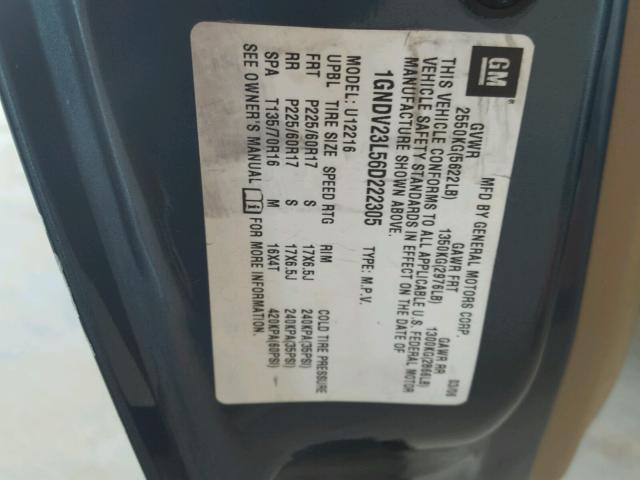 GM
®
MFD BY GENERAL MOTORS CORP. 03/06
GVWR GAWR FRT GAWR RR
2550KG(5622LB) 1350KG(2976LB) 1300KG(2866LB)
THIS VEHICLE CONFORMS TO ALL APPLICABLE U.S. FEDERAL MOTOR
VEHICLE SAFETY STANDARDS IN EFFECT ON THE DATE OF
MANUFACTURE SHOWN ABOVE.
1GNDV23L56D222305 TYPE: M.P.V.
MODEL: U12216
UPBL TIRE SIZE SPEED RTG RIM COLD TIRE PRESSURE
FRT P225/60R17 S 17X6.5J 240KPA(35PSI)
RR P225/60R17 S 17X6.5J 240KPA(35PSI)
SPA T135/70R16 M 16X4T 420KPA(60PSI)
SEE OWNER'S MANUAL FOR MORE INFORMATION.